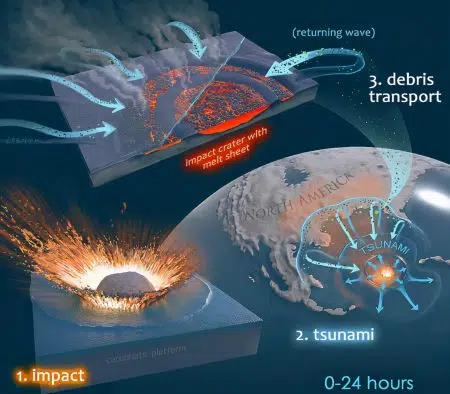 (returning wave)
3. debris
transport
impact crater with
melt sheet
NORTH AMERICA
TSUNAMI
2. tsunami
carbonate platform
1. impact
0-24 hours